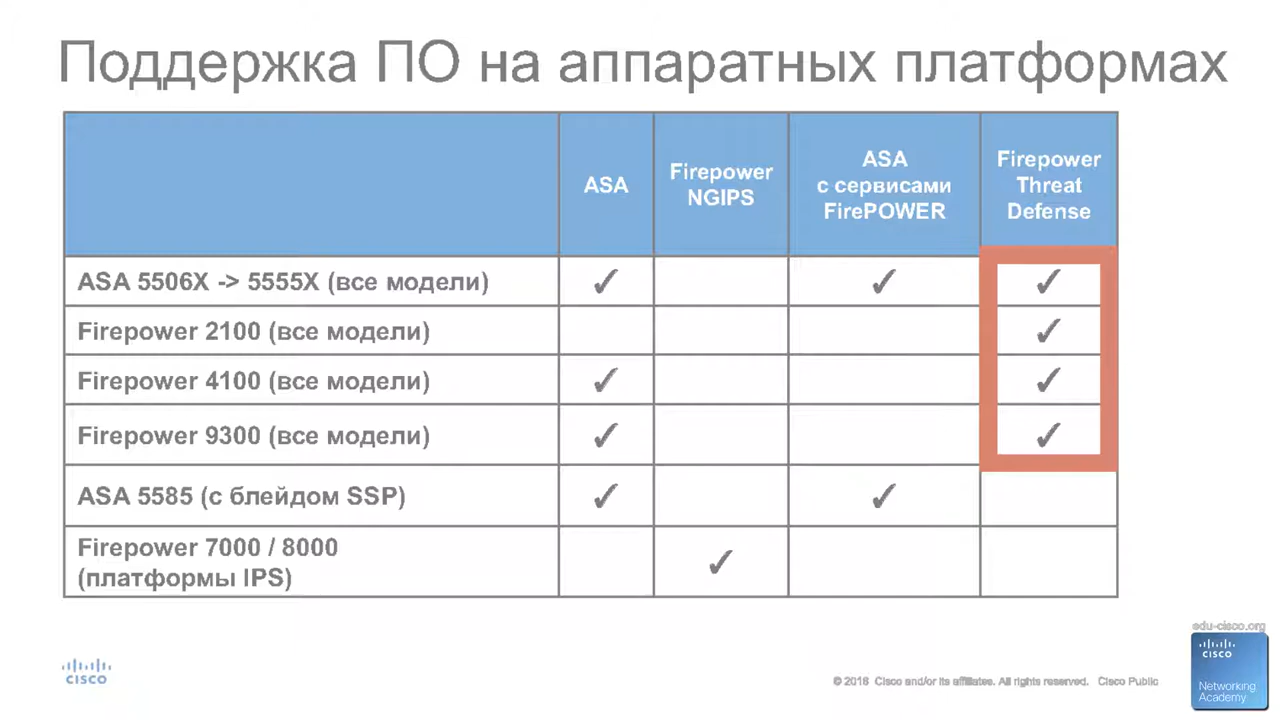 Поддержка ПО на аппаратных платформах
ASA
Firepower
NGIPS
ASA
с сервисами
FirePOWER
Firepower
Threat
Defense
ASA 5506X -> 5555X (все модели) ✓ ✓ ✓
Firepower 2100 (все модели) ✓
Firepower 4100 (все модели) ✓ ✓
Firepower 9300 (все модели) ✓ ✓
ASA 5585 (с блейдом SSP) ✓ ✓
Firepower 7000 / 8000
(платформы IPS) ✓
edu-cisco.org
CISCO
© 2016 Cisco and/or its affiliates. All rights reserved. Cisco Public
CISCO
Networking
Academy